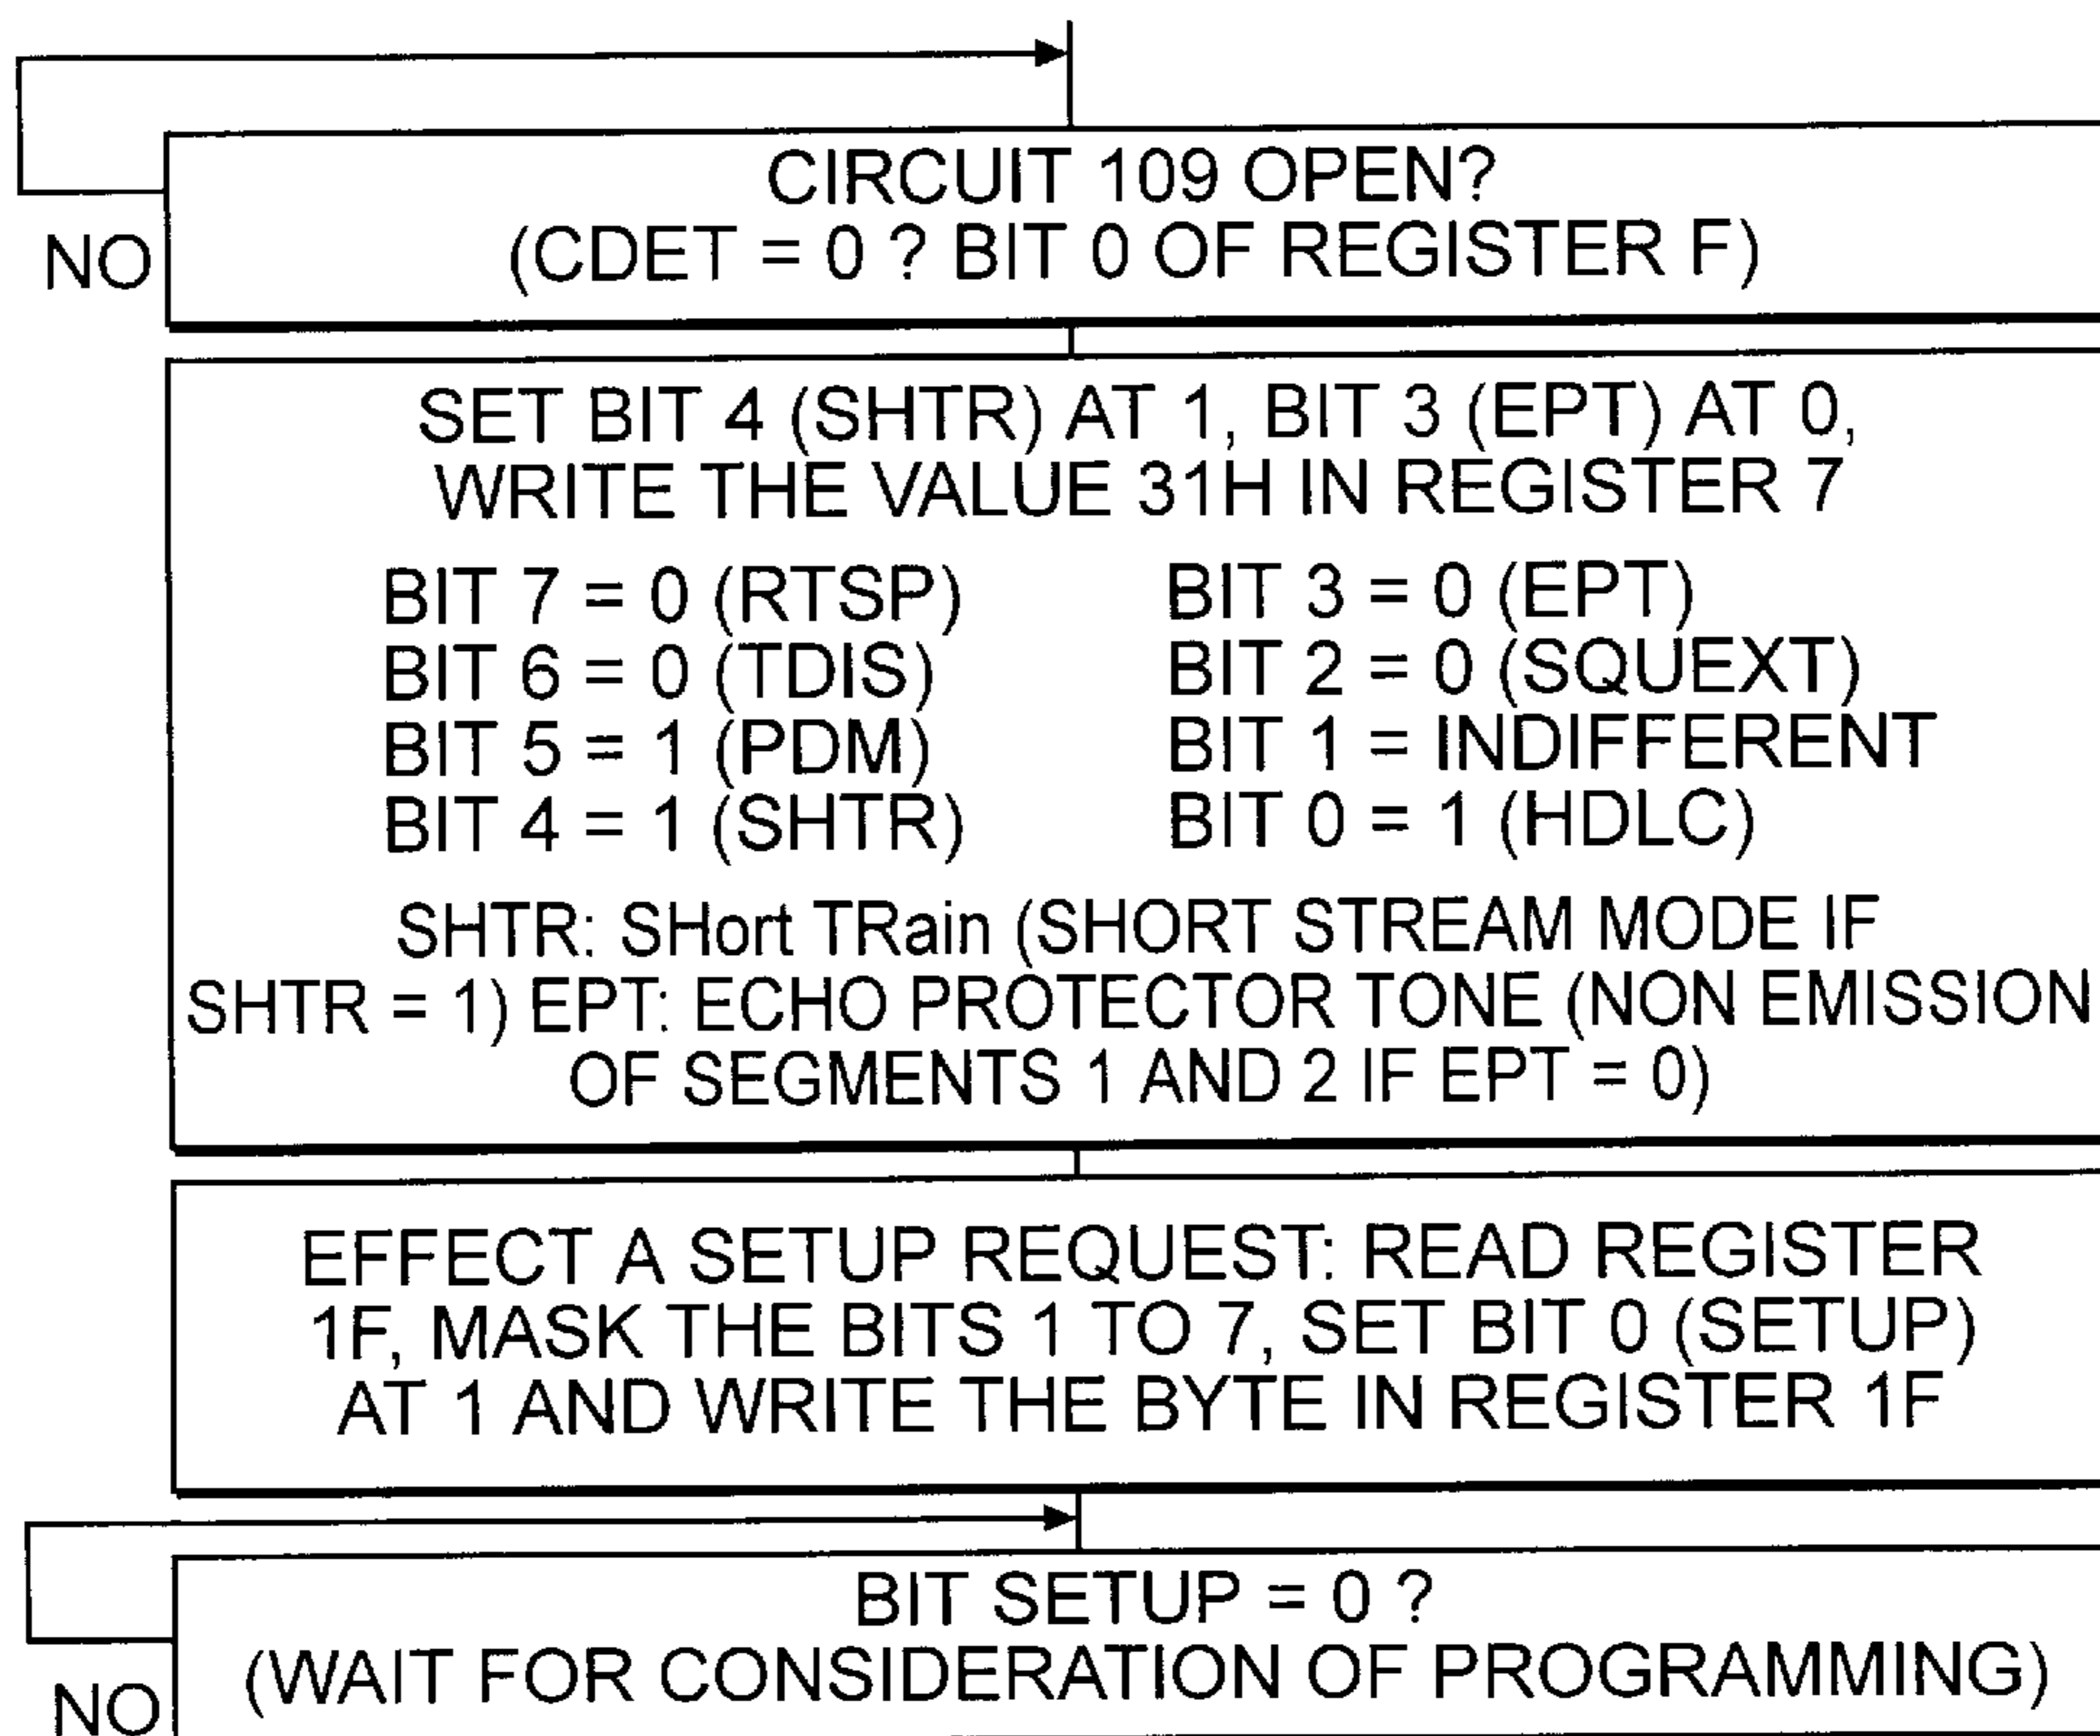 CIRCUIT 109 OPEN?
(CDET = 0 ? BIT 0 OF REGISTER F)
NO
SET BIT 4 (SHTR) AT 1, BIT 3 (EPT) AT 0,
WRITE THE VALUE 31H IN REGISTER 7
BIT 7 = 0 (RTSP) BIT 3 = 0 (EPT)
BIT 6 = 0 (TDIS) BIT 2 = 0 (SQUEXT)
BIT 5 = 1 (PDM) BIT 1 = INDIFFERENT
BIT 4 = 1 (SHTR) BIT 0 = 1 (HDLC)
SHTR: SHort TRain (SHORT STREAM MODE IF
SHTR = 1) EPT: ECHO PROTECTOR TONE (NON EMISSION
OF SEGMENTS 1 AND 2 IF EPT = 0)
EFFECT A SETUP REQUEST: READ REGISTER
1F, MASK THE BITS 1 TO 7, SET BIT 0 (SETUP)
AT 1 AND WRITE THE BYTE IN REGISTER 1F
BIT SETUP = 0 ?
(WAIT FOR CONSIDERATION OF PROGRAMMING)
NO